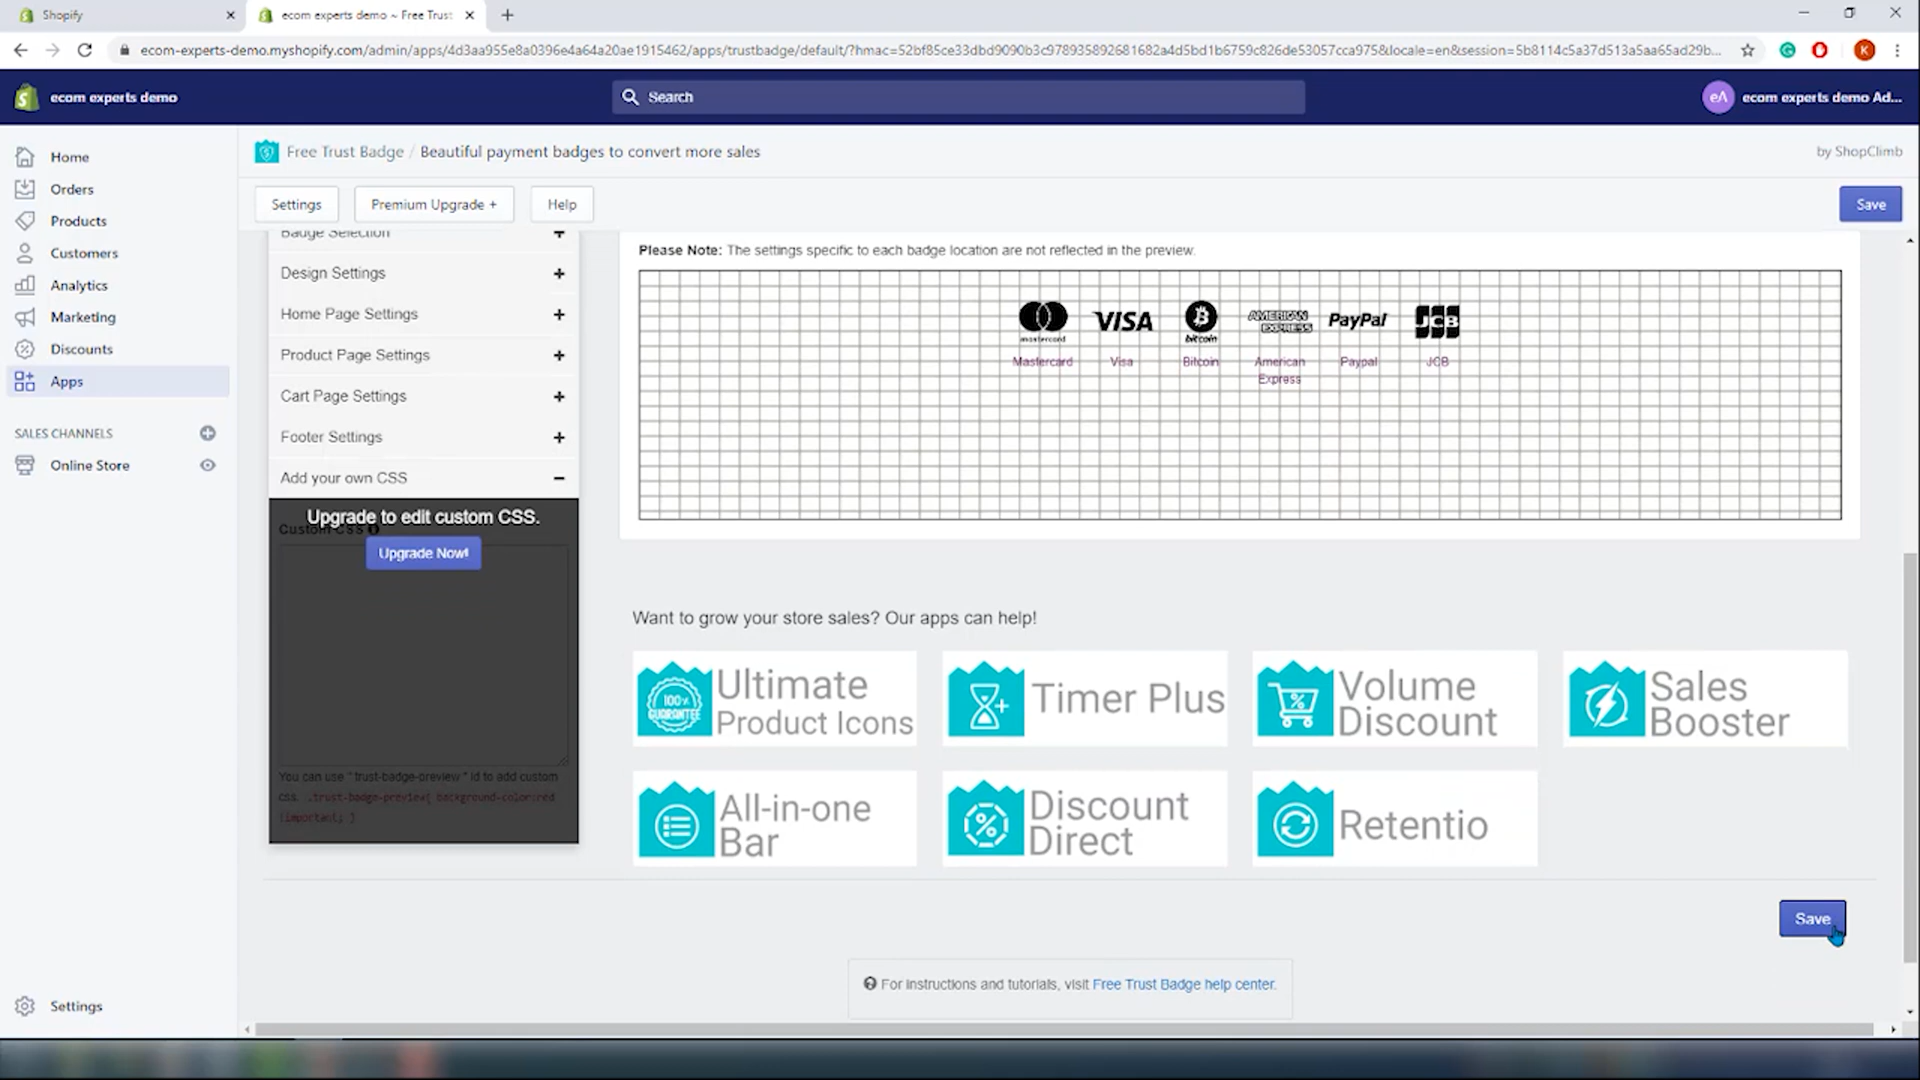 Shopify
ecom experts demo ~ Free Trust
ecom-experts-demo.myshopify.com/admin/apps/4d3aa955e8a0396e4a64a20ae1915462/apps/trustbadge/default/?hmac=52bf85ce33dbd9090b3c978935892681682a4d5bd1b6759c826de53057cca975&locale=en&session=5b8114c5a37d513a5aa65ad29b...
K
ecom experts demo
Search
eA
ecom experts demo Ad...
Home
Orders
Products
Customers
Analytics
Marketing
Discounts
Apps
SALES CHANNELS
Online Store
Settings
Free Trust Badge / Beautiful payment badges to convert more sales
by ShopClimb
Settings
Premium Upgrade +
Help
Save
Badge Selection
Design Settings
Home Page Settings
Product Page Settings
Cart Page Settings
Footer Settings
Add your own CSS
Upgrade to edit custom CSS.
Custom CSS
Upgrade Now!
You can use " trust-badge-preview " id to add custom
CSS. .trust-badge-preview{ background-color:red
!important; }
Please Note: The settings specific to each badge location are not reflected in the preview.
mastercard
VISA
bitcoin
AMERICAN
EXPRESS
PayPal
JCB
Mastercard
Visa
Bitcoin
American
Express
Paypal
JCB
Want to grow your store sales? Our apps can help!
100%
GUARANTEE
Ultimate
Product Icons
Timer Plus
Volume
Discount
Sales
Booster
All-in-one
Bar
Discount
Direct
Retentio
Save
For instructions and tutorials, visit Free Trust Badge help center.